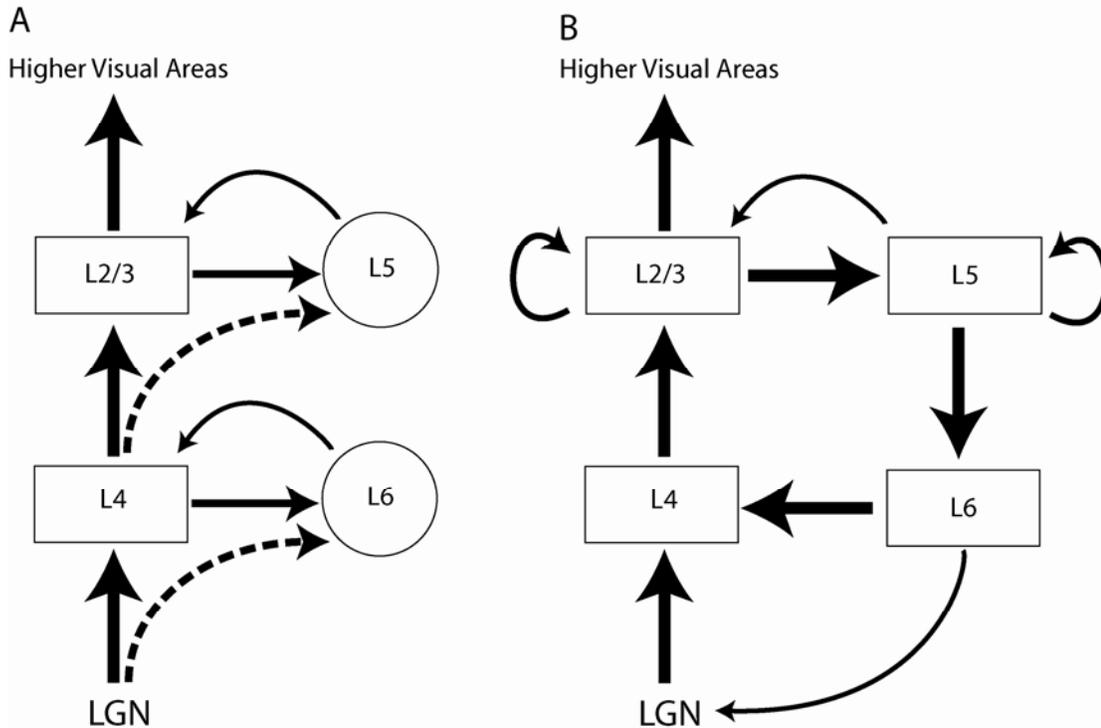 A
Higher Visual Areas
L2/3
L5
L4
L6
LGN
B
Higher Visual Areas
L2/3
L5
L4
L6
LGN